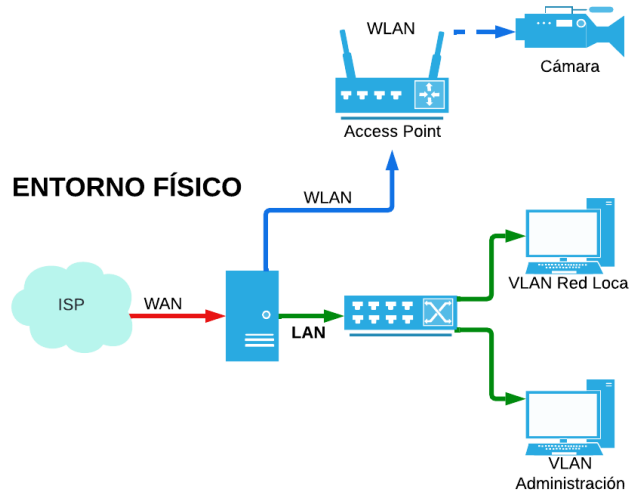 WLAN
Cámara
Access Point
ENTORNO FÍSICO
WLAN
ISP
WAN
LAN
VLAN Red Loca
VLAN
Administración